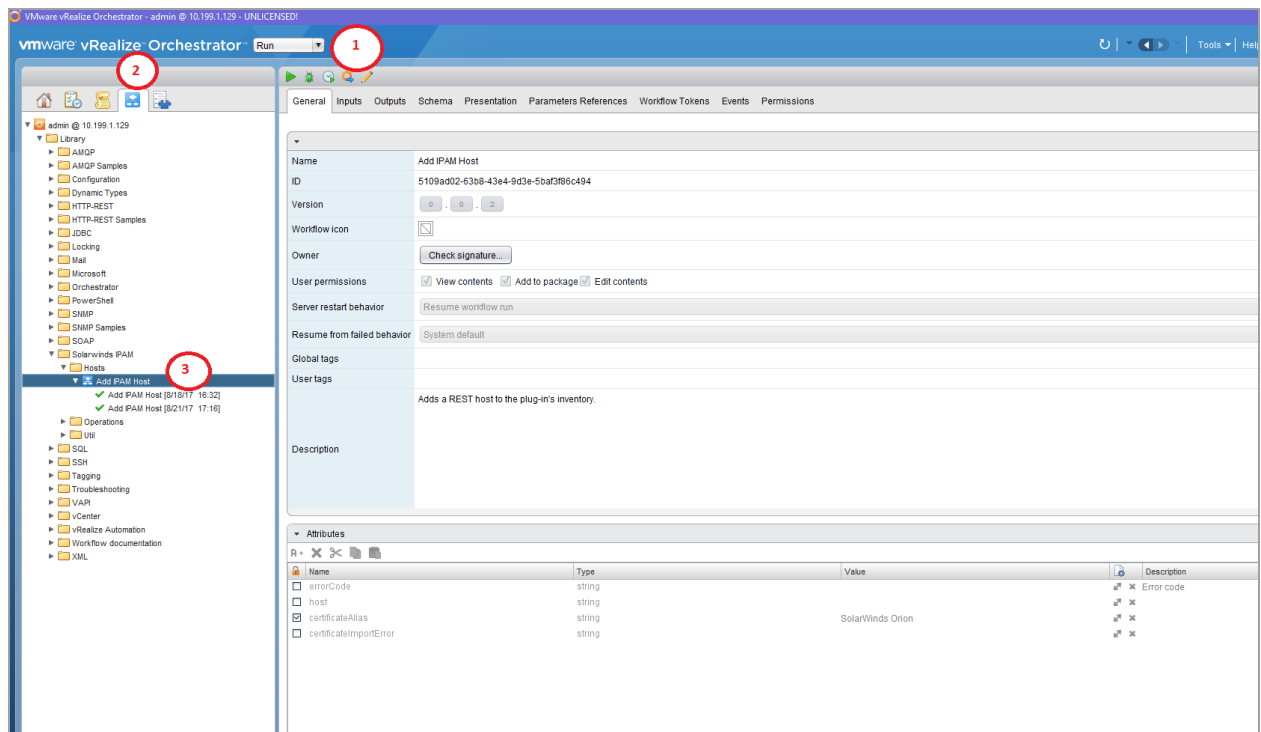 VMware vRealize Orchestrator - admin @ 10.199.1.129 - UNLICENSED!
vmware vRealize Orchestrator Run
1
Tools Help
2
General Inputs Outputs Schema Presentation Parameters References Workflow Tokens Events Permissions
admin @ 10.199.1.129
Library
AMQP
AMQP Samples
Configuration
Dynamic Types
HTTP-REST
HTTP-REST Samples
JDBC
Locking
Mail
Microsoft
Orchestrator
PowerShell
SNMP
SNMP Samples
SOAP
Solarwinds IPAM
Hosts
3
Add IPAM Host
Add IPAM Host [8/18/17 16:32]
Add IPAM Host [8/21/17 17:16]
Operations
Util
SQL
SSH
Tagging
Troubleshooting
VAPI
vCenter
vRealize Automation
Workflow documentation
XML
Name Add IPAM Host
ID 5109ad02-63b8-43e4-9d3e-5baf3f86c494
Version 0 . 0 . 2
Workflow icon
Owner Check signature...
User permissions View contents Add to package Edit contents
Server restart behavior Resume workflow run
Resume from failed behavior System default
Global tags
User tags
Adds a REST host to the plug-in's inventory.
Description
Attributes
Name Type Value Description
errorCode string Error code
host string
certificateAlias string SolarWinds Orion
certificateImportError string